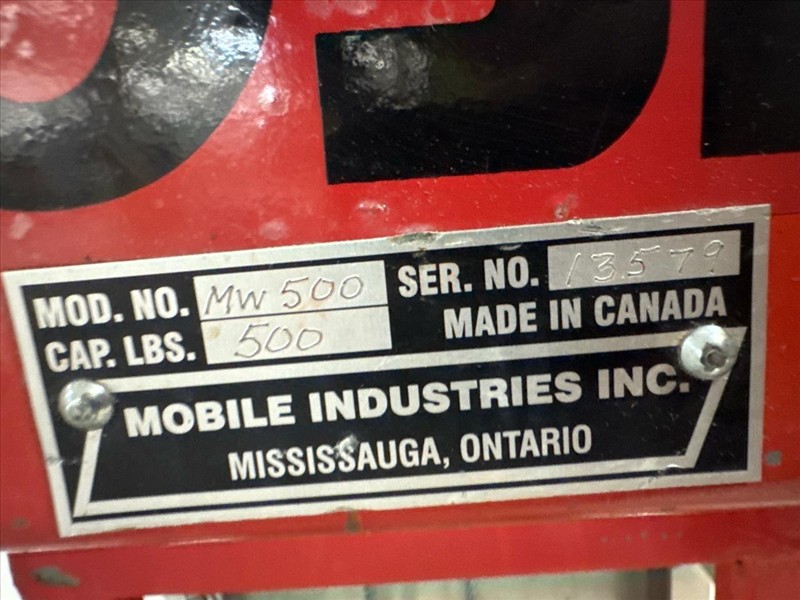 MOD. NO. MW 500 SER. NO. 13579
CAP. LBS. 500 MADE IN CANADA
MOBILE INDUSTRIES INC.
MISSISSAUGA, ONTARIO